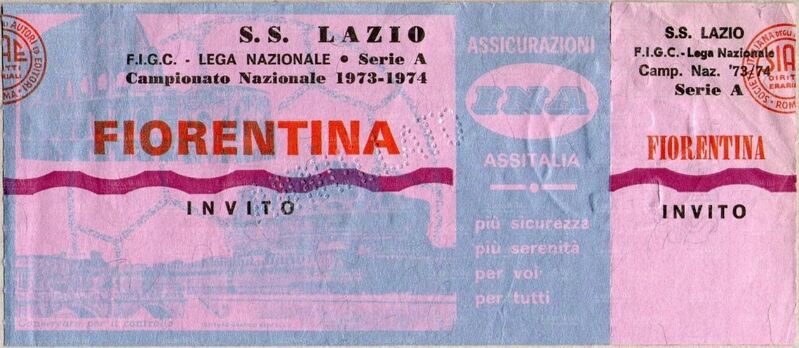 S.S. LAZIO
F.I.G.C. - LEGA NAZIONALE • Serie A
Campionato Nazionale 1973-1974
FIORENTINA
INVITO
Conservare per il controllo
ASSICURAZIONI
INA
ASSITALIA
più sicurezza
più serenità
per voi
per tutti
S.S. LAZIO
F.I.G.C.-Lega Nazionale
Camp. Naz. '73/74
Serie A
SIAE
FIORENTINA
INVITO